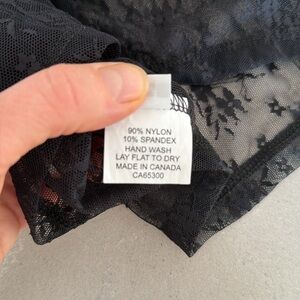 90% NYLON
10% SPANDEX
HAND WASH
LAY FLAT TO DRY
MADE IN CANADA
CA65300